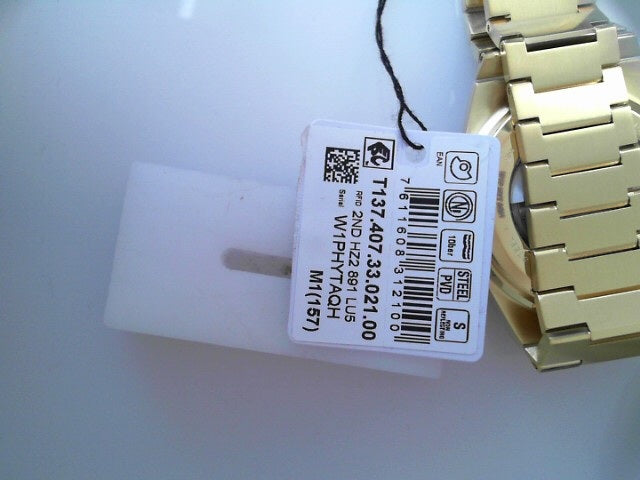 EAN
7 611608 312100
10bar
STEEL
PVD
S
T137.407.33.021.00
RFID 2ND HZ2 891 LU5
Serial W1PHYTAQH
M1(157)